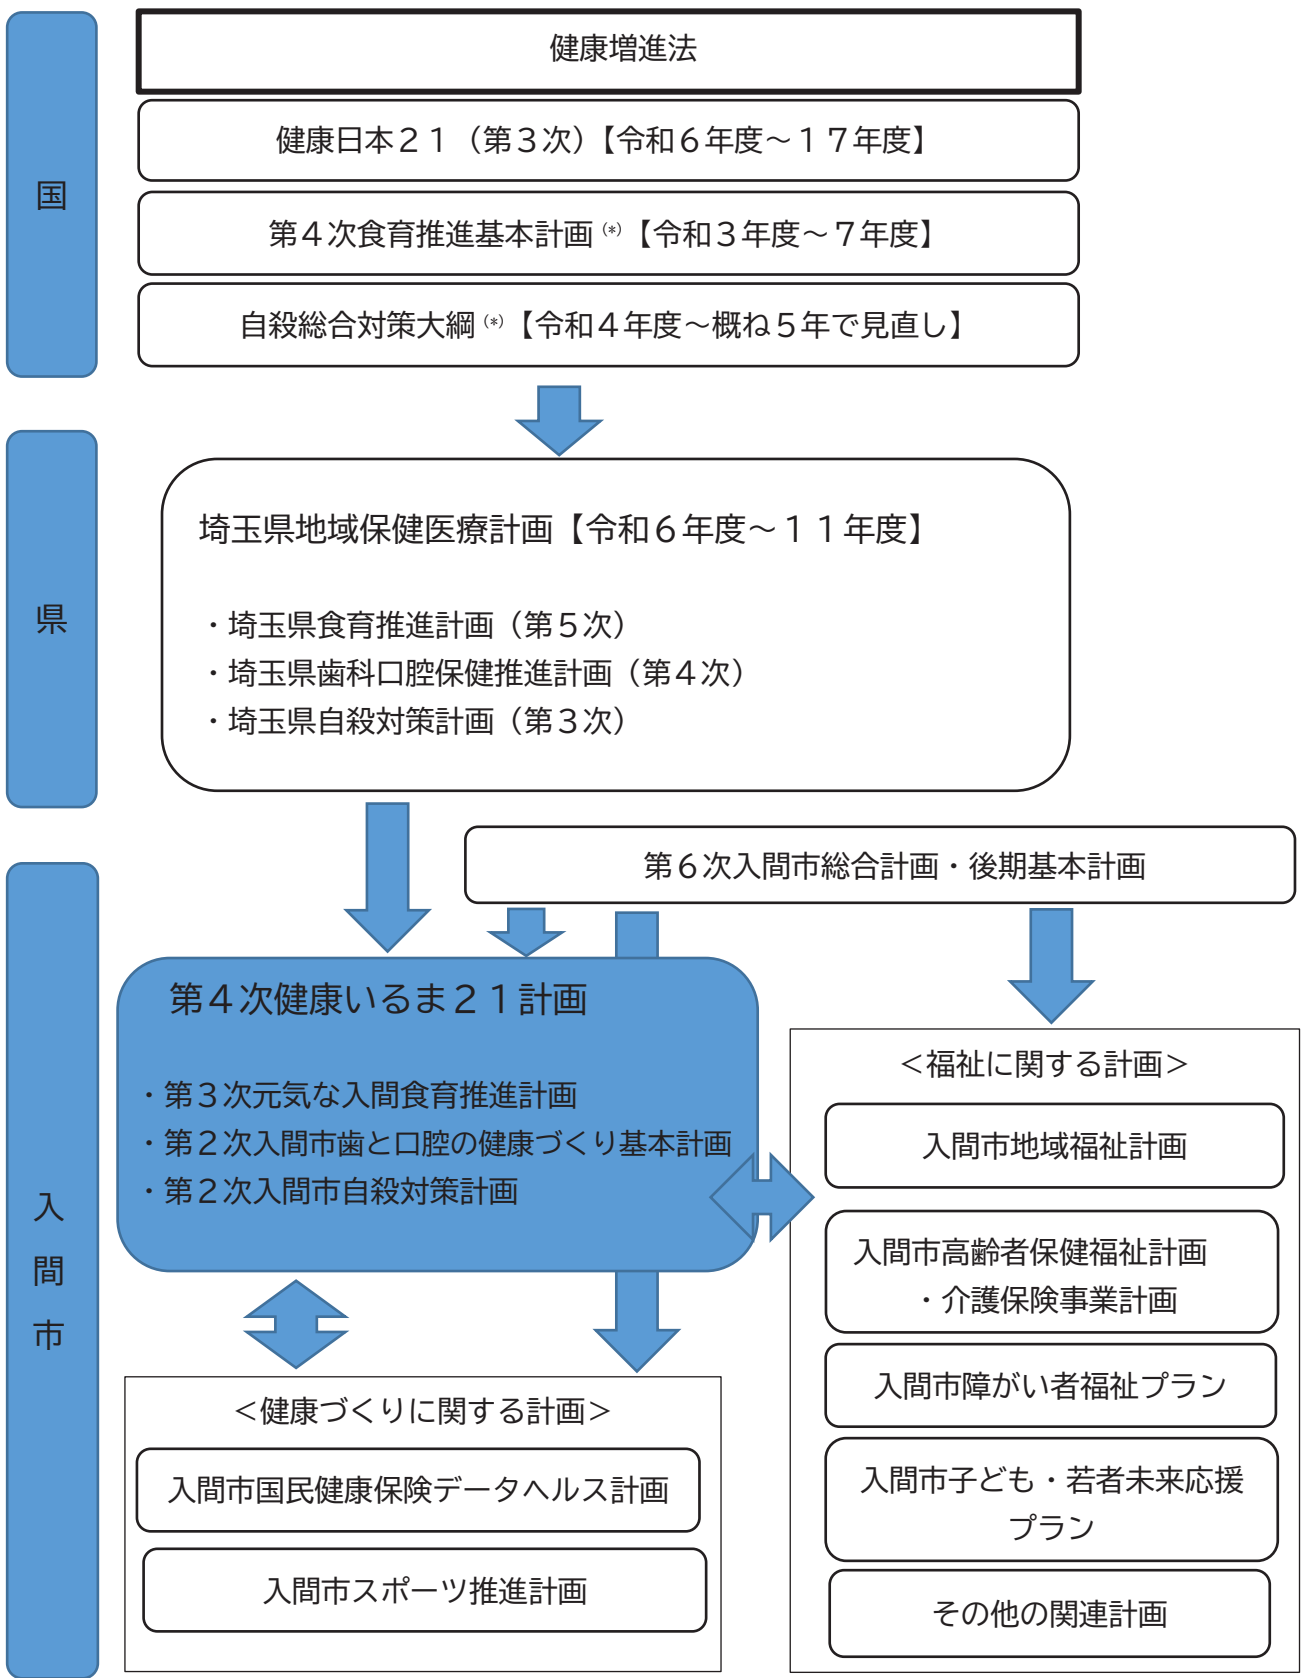 国
健康増進法
健康日本２１（第３次）【令和６年度～１７年度】
第４次食育推進基本計画(*)【令和３年度～７年度】
自殺総合対策大綱(*)【令和４年度～概ね５年で見直し】
県
埼玉県地域保健医療計画【令和６年度～１１年度】
・埼玉県食育推進計画（第５次）
・埼玉県歯科口腔保健推進計画（第４次）
・埼玉県自殺対策計画（第３次）
入間市
第６次入間市総合計画・後期基本計画
第４次健康いるま２１計画
・第３次元気な入間食育推進計画
・第２次入間市歯と口腔の健康づくり基本計画
・第２次入間市自殺対策計画
＜福祉に関する計画＞
入間市地域福祉計画
入間市高齢者保健福祉計画
・介護保険事業計画
入間市障がい者福祉プラン
入間市子ども・若者未来応援
プラン
その他の関連計画
＜健康づくりに関する計画＞
入間市国民健康保険データヘルス計画
入間市スポーツ推進計画